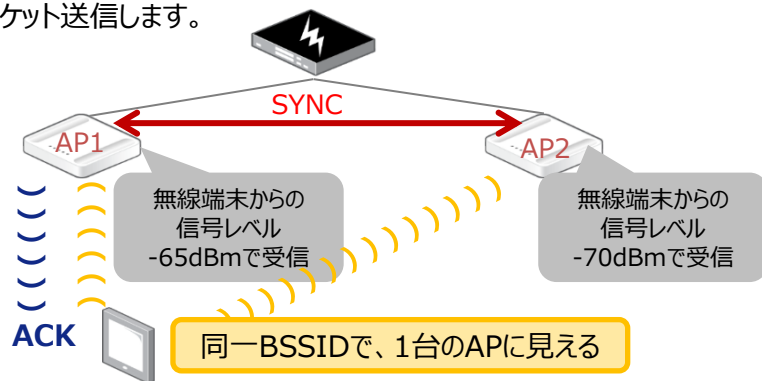 ケット送信します。
SYNC
AP1
AP2
無線端末からの
信号レベル
-65dBmで受信
無線端末からの
信号レベル
-70dBmで受信
ACK
同一BSSIDで、1台のAPに見える